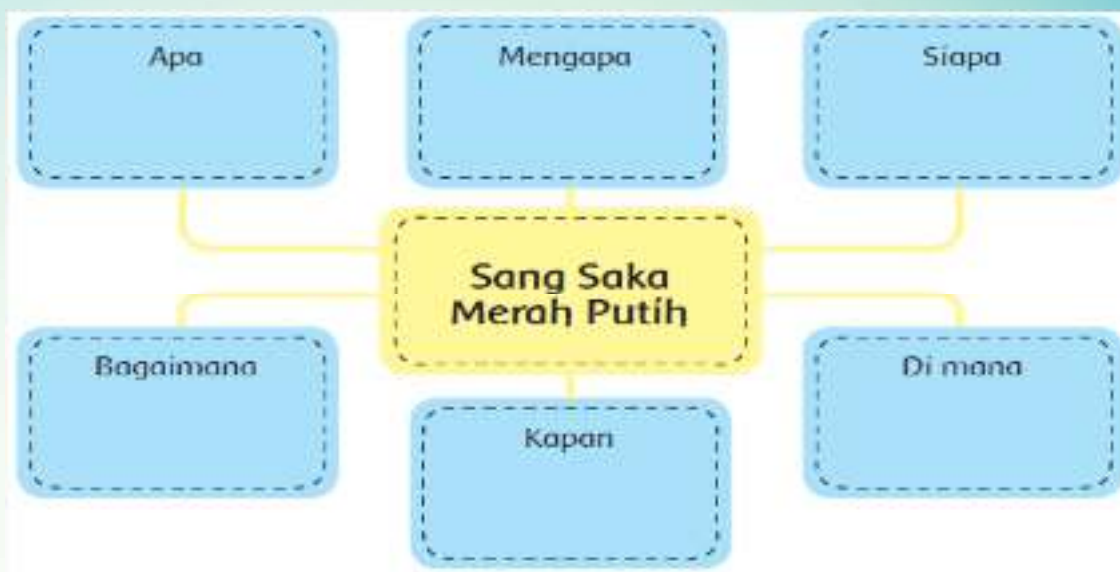 Apa
Mengapa
Siapa
Sang Saka
Merah Putih
Bagaimana
Kapan
Di mana